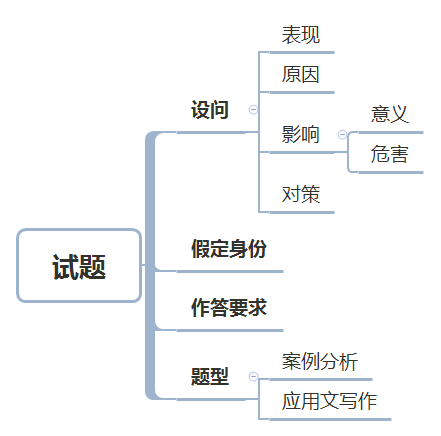 试题
设问
表现
原因
影响
意义
危害
对策
假定身份
作答要求
题型
案例分析
应用文写作